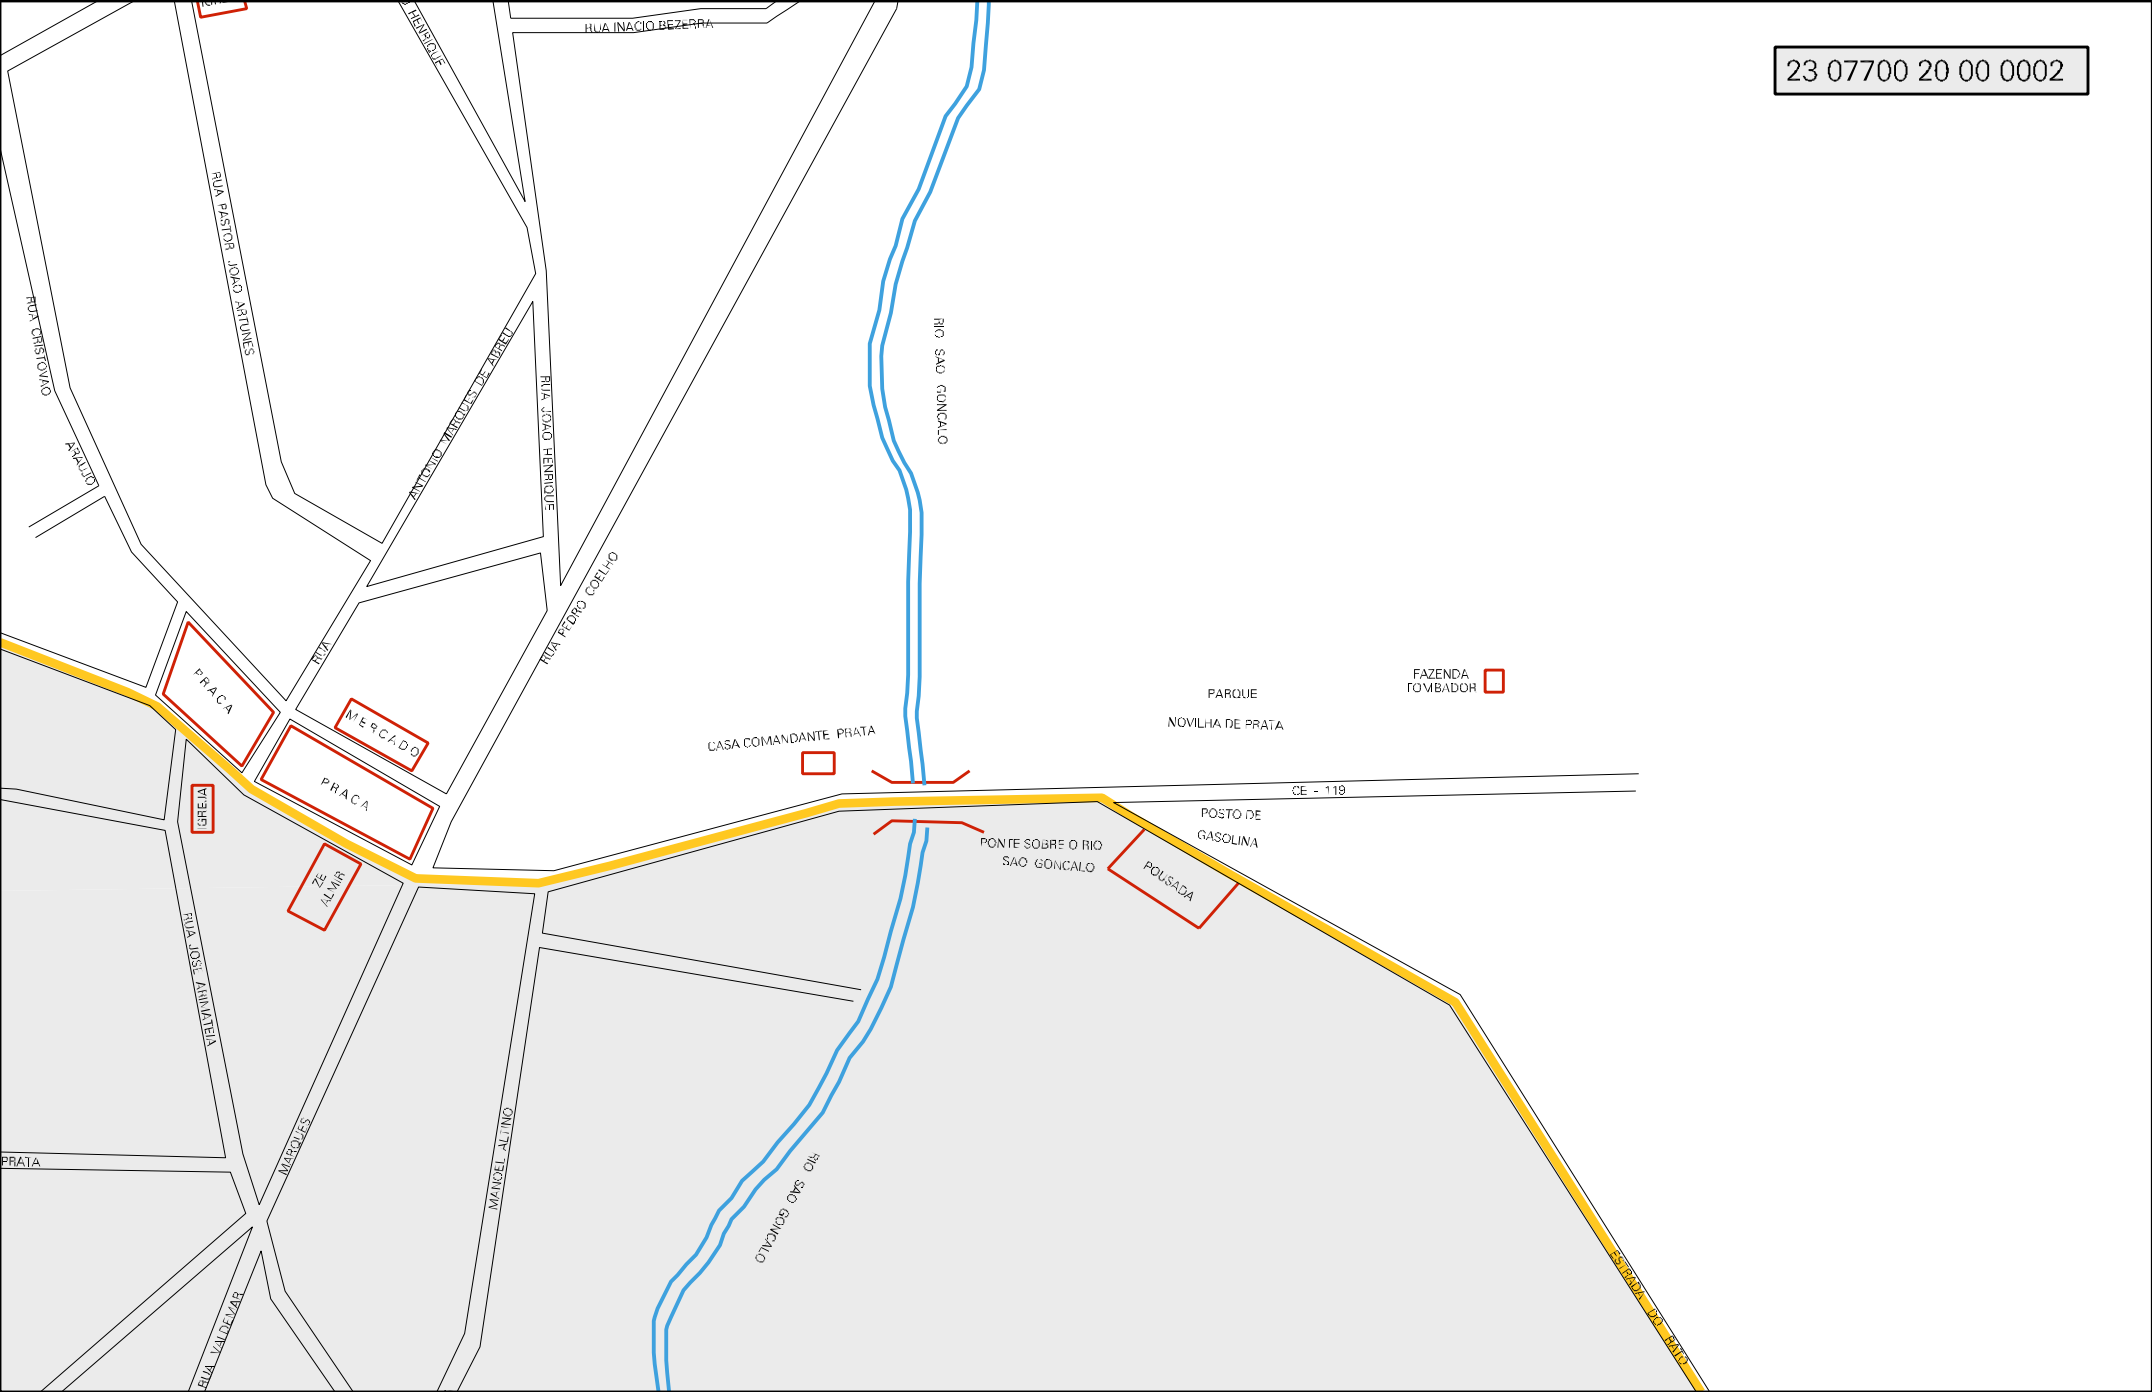 HENRIQUE
RUA INACIO BEZERRA
23 07700 20 00 0002
RUA PASTOR JOAO ARTUNES
RUA CRISTOVAO
ARAUJO
RUA
ANTONIO MARQUES DE ABREU
RUA JOAO HENRIQUE
RUA PEDRO COELHO
RIO SAO GONCALO
PRACA
MERCADO
PRACA
IGREJA
ZE
ALMIR
CASA COMANDANTE PRATA
PARQUE
NOVILHA DE PRATA
FAZENDA
TOMBADOR
CE - 119
POSTO DE
GASOLINA
PONTE SOBRE O RIO
SAO GONCALO
POUSADA
RUA JOSE ARIMATEIA
MARQUES
MANOEL ALTINO
PRATA
RUA VALDEMAR
RIO SAO GONCALO
ESTRADA DO RATO